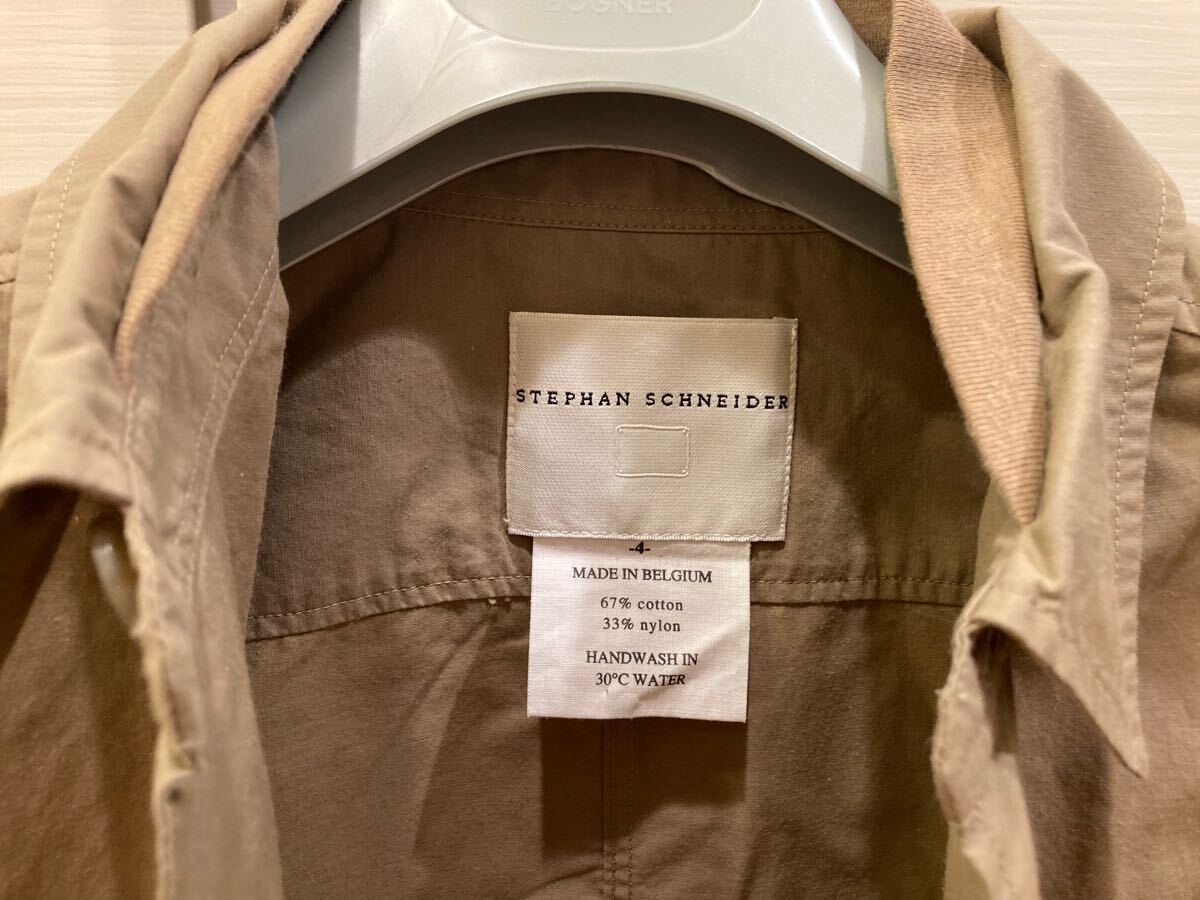 BOGNER
STEPHAN SCHNEIDER
-4-
MADE IN BELGIUM
67% cotton
33% nylon
HANDWASH IN
30°C WATER